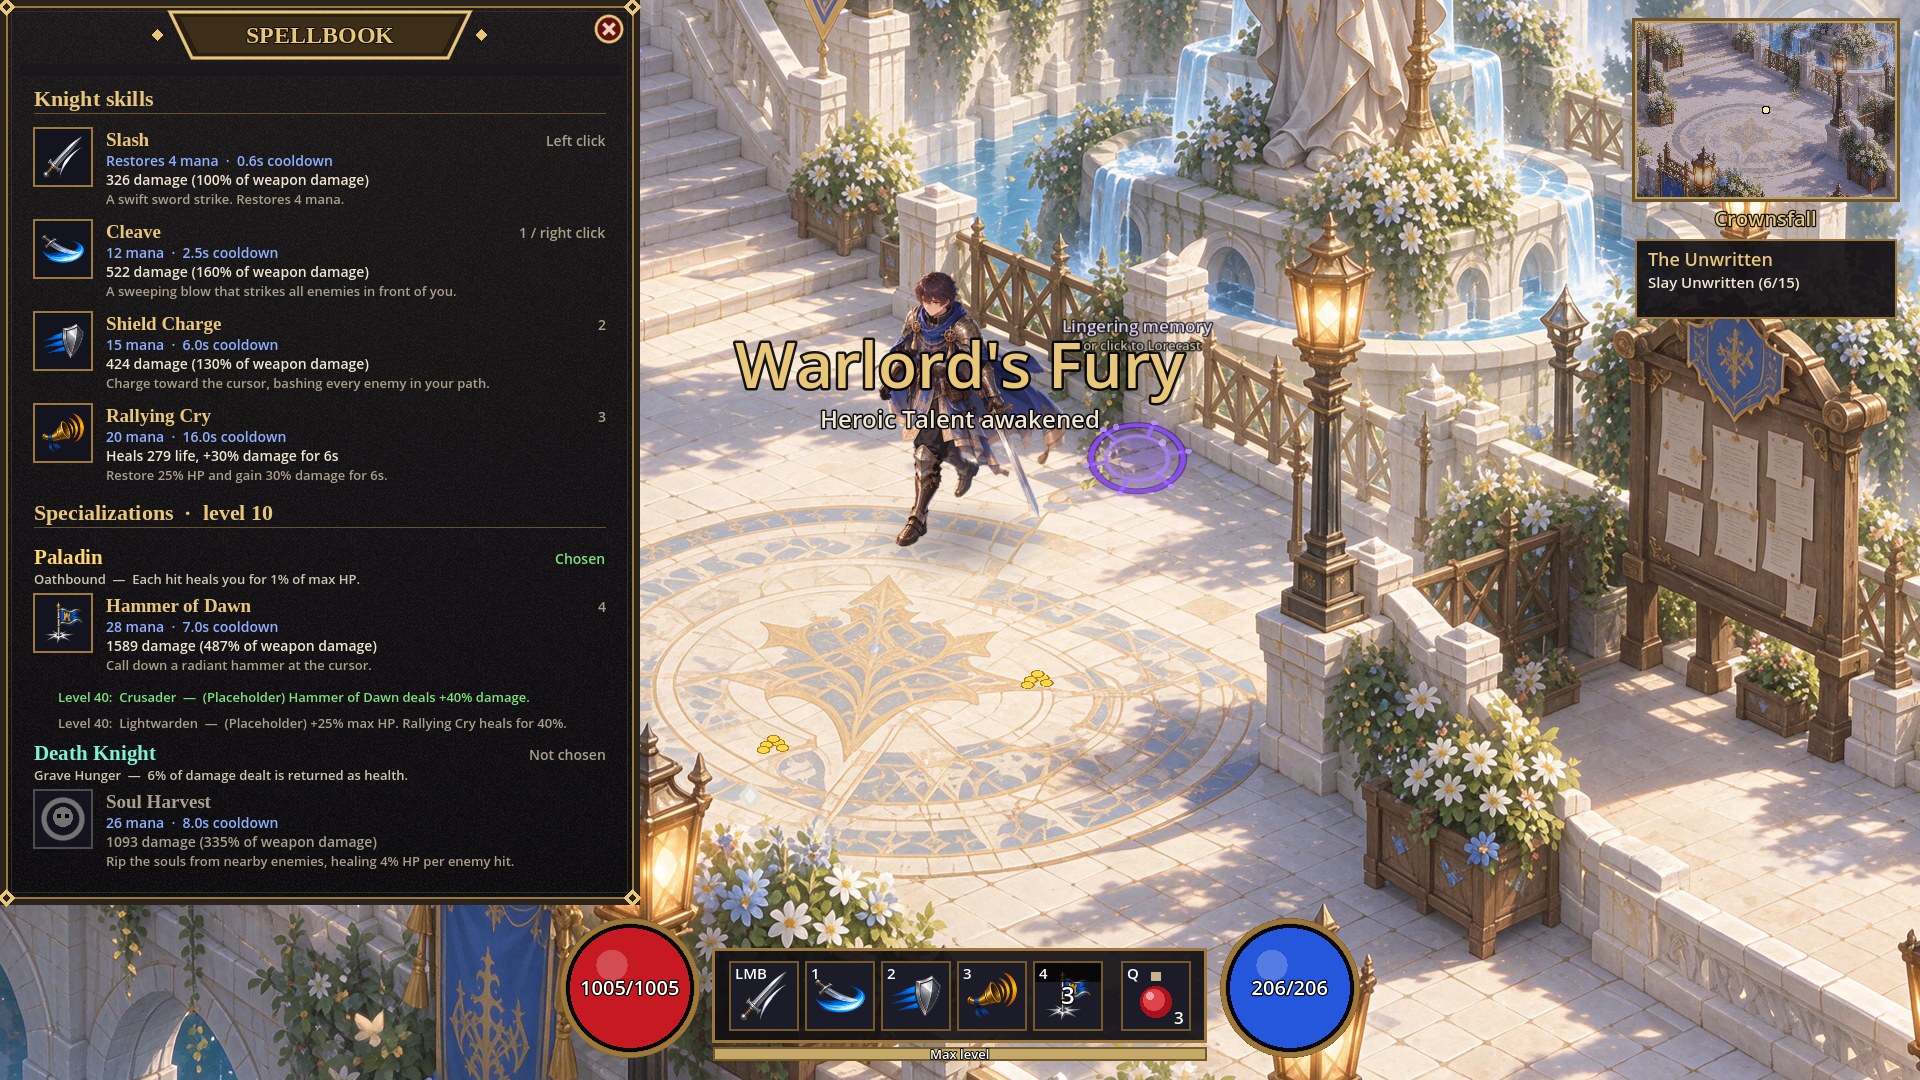 SPELLBOOK
Knight skills
Slash
Left click
Restores 4 mana · 0.6s cooldown
326 damage (100% of weapon damage)
A swift sword strike. Restores 4 mana.
Cleave
1 / right click
12 mana · 2.5s cooldown
522 damage (160% of weapon damage)
A sweeping blow that strikes all enemies in front of you.
Shield Charge
2
15 mana · 6.0s cooldown
424 damage (130% of weapon damage)
Charge toward the cursor, bashing every enemy in your path.
Rallying Cry
3
20 mana · 16.0s cooldown
Heals 279 life, +30% damage for 6s
Restore 25% HP and gain 30% damage for 6s.
Specializations · level 10
Paladin
Chosen
Oathbound — Each hit heals you for 1% of max HP.
Hammer of Dawn
4
28 mana · 7.0s cooldown
1589 damage (487% of weapon damage)
Call down a radiant hammer at the cursor.
Level 40: Crusader — (Placeholder) Hammer of Dawn deals +40% damage.
Level 40: Lightwarden — (Placeholder) +25% max HP. Rallying Cry heals for 40%.
Death Knight
Not chosen
Grave Hunger — 6% of damage dealt is returned as health.
Soul Harvest
26 mana · 8.0s cooldown
1093 damage (335% of weapon damage)
Rip the souls from nearby enemies, healing 4% HP per enemy hit.
Lingering memory
or click to Lorecast
Warlord's Fury
Heroic Talent awakened
Crownsfall
The Unwritten
Slay Unwritten (6/15)
1005/1005
LMB
1
2
3
4
3
Q
3
206/206
Max level